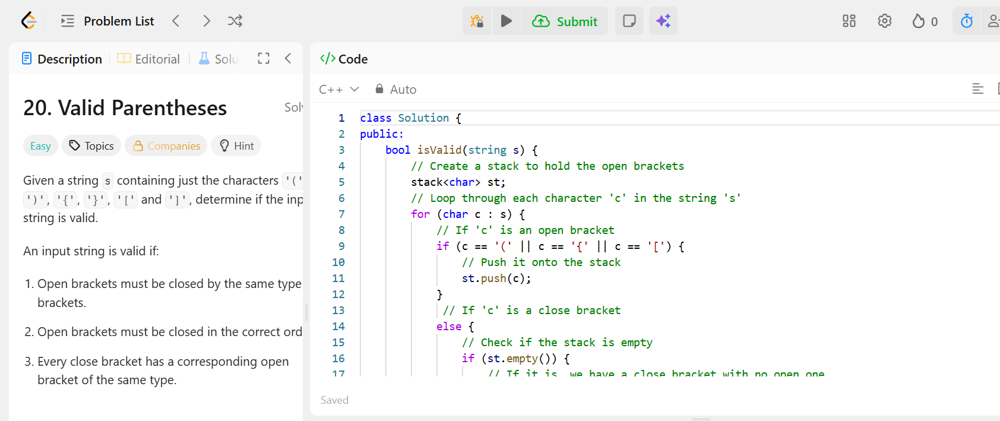 Problem List
Submit
0
Description
Editorial
Solu
Code
C++
Auto
20. Valid Parentheses
Easy
Topics
Companies
Hint
Given a string s containing just the characters '('
')', '{', '}', '[' and ']', determine if the inp
string is valid.
An input string is valid if:
1. Open brackets must be closed by the same type
brackets.
2. Open brackets must be closed in the correct ord
3. Every close bracket has a corresponding open
bracket of the same type.
1 class Solution {
2 public:
3     bool isValid(string s) {
4         // Create a stack to hold the open brackets
5         stack<char> st;
6         // Loop through each character 'c' in the string 's'
7         for (char c : s) {
8             // If 'c' is an open bracket
9             if (c == '(' || c == '{' || c == '[') {
10                 // Push it onto the stack
11                 st.push(c);
12             }
13              // If 'c' is a close bracket
14             else {
15                 // Check if the stack is empty
16                 if (st.empty()) {
17                     // If it is, we have a close bracket with no open one
Saved